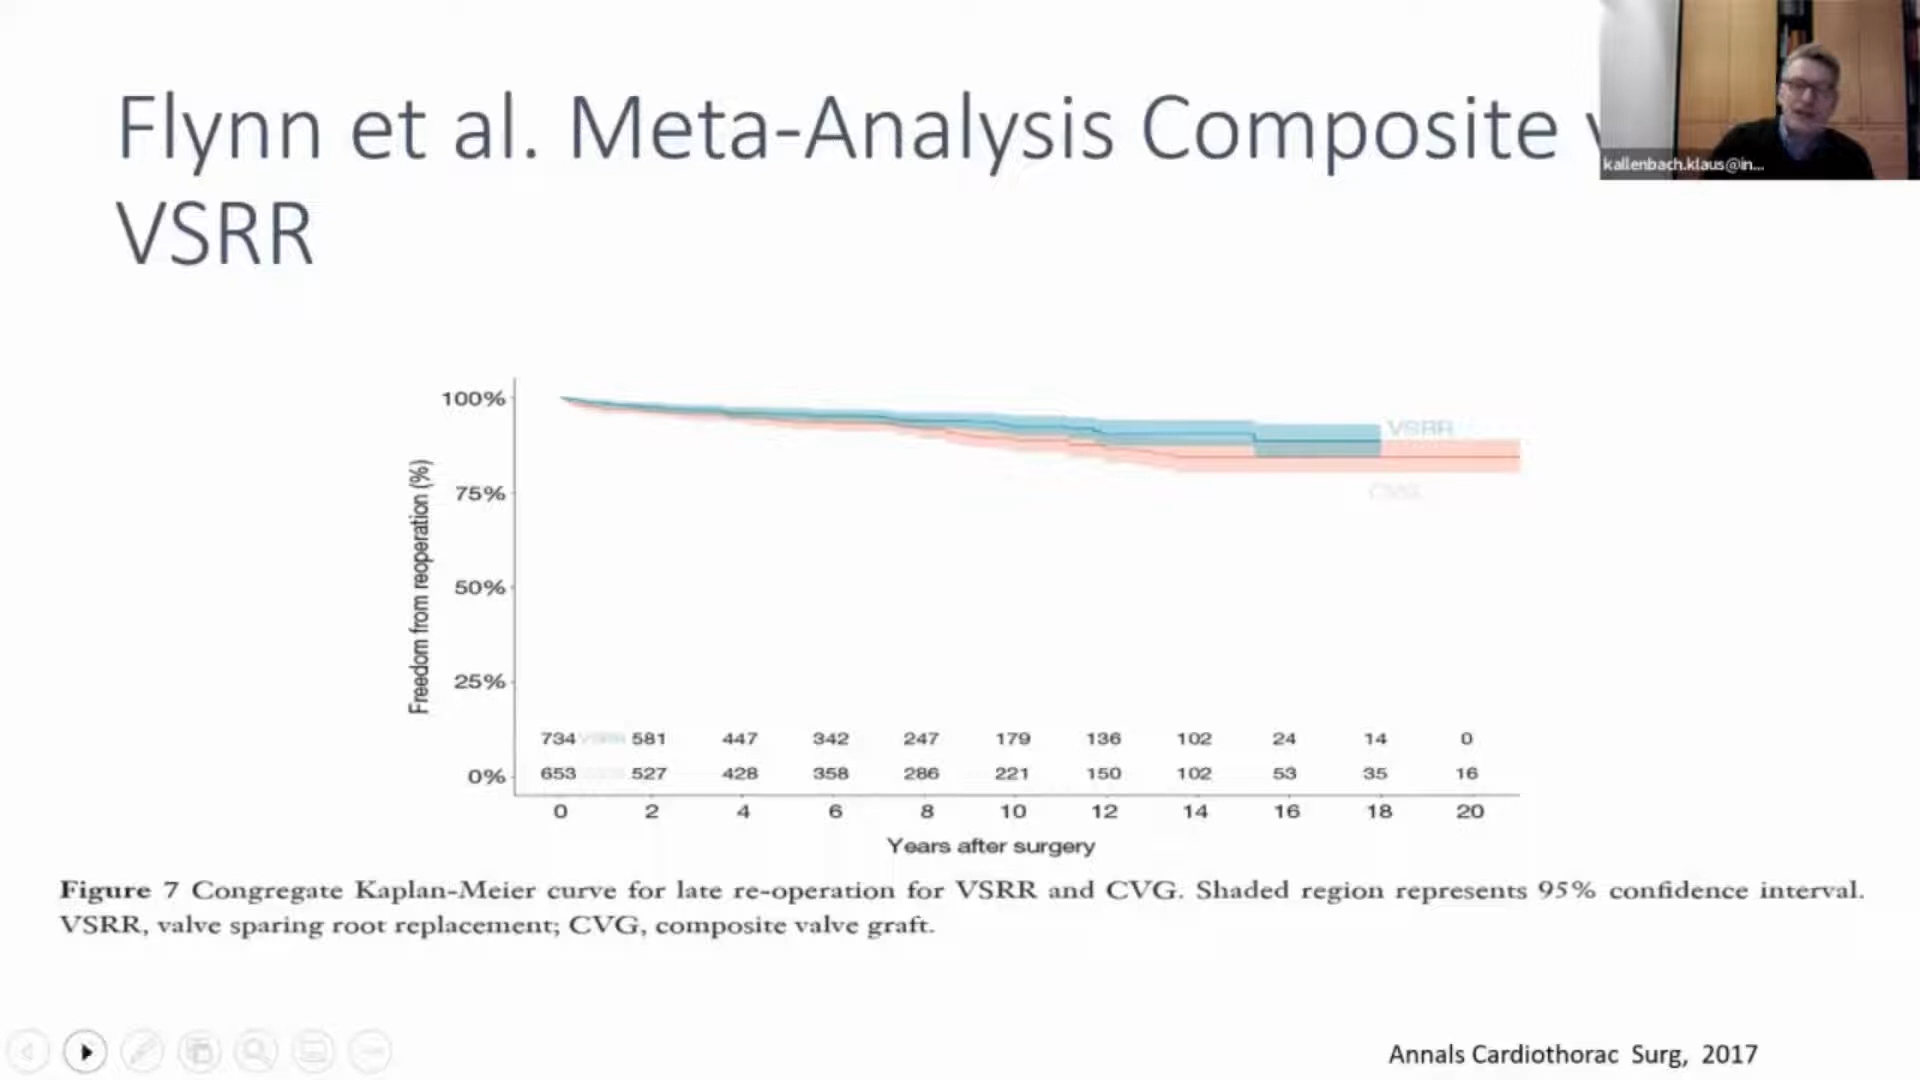 Flynn et al. Meta-Analysis Composite
VSRR
kallenbach.klaus@in...
100%
75%
50%
25%
0%
Freedom from reoperation (%)
VSRR
CVG
734 VSRR 581 447 342 247 179 136 102 24 14 0
653 527 428 358 286 221 150 102 53 35 16
0 2 4 6 8 10 12 14 16 18 20
Years after surgery
Figure 7 Congregate Kaplan-Meier curve for late re-operation for VSRR and CVG. Shaded region represents 95% confidence interval.
VSRR, valve sparing root replacement; CVG, composite valve graft.
Annals Cardiothorac Surg, 2017